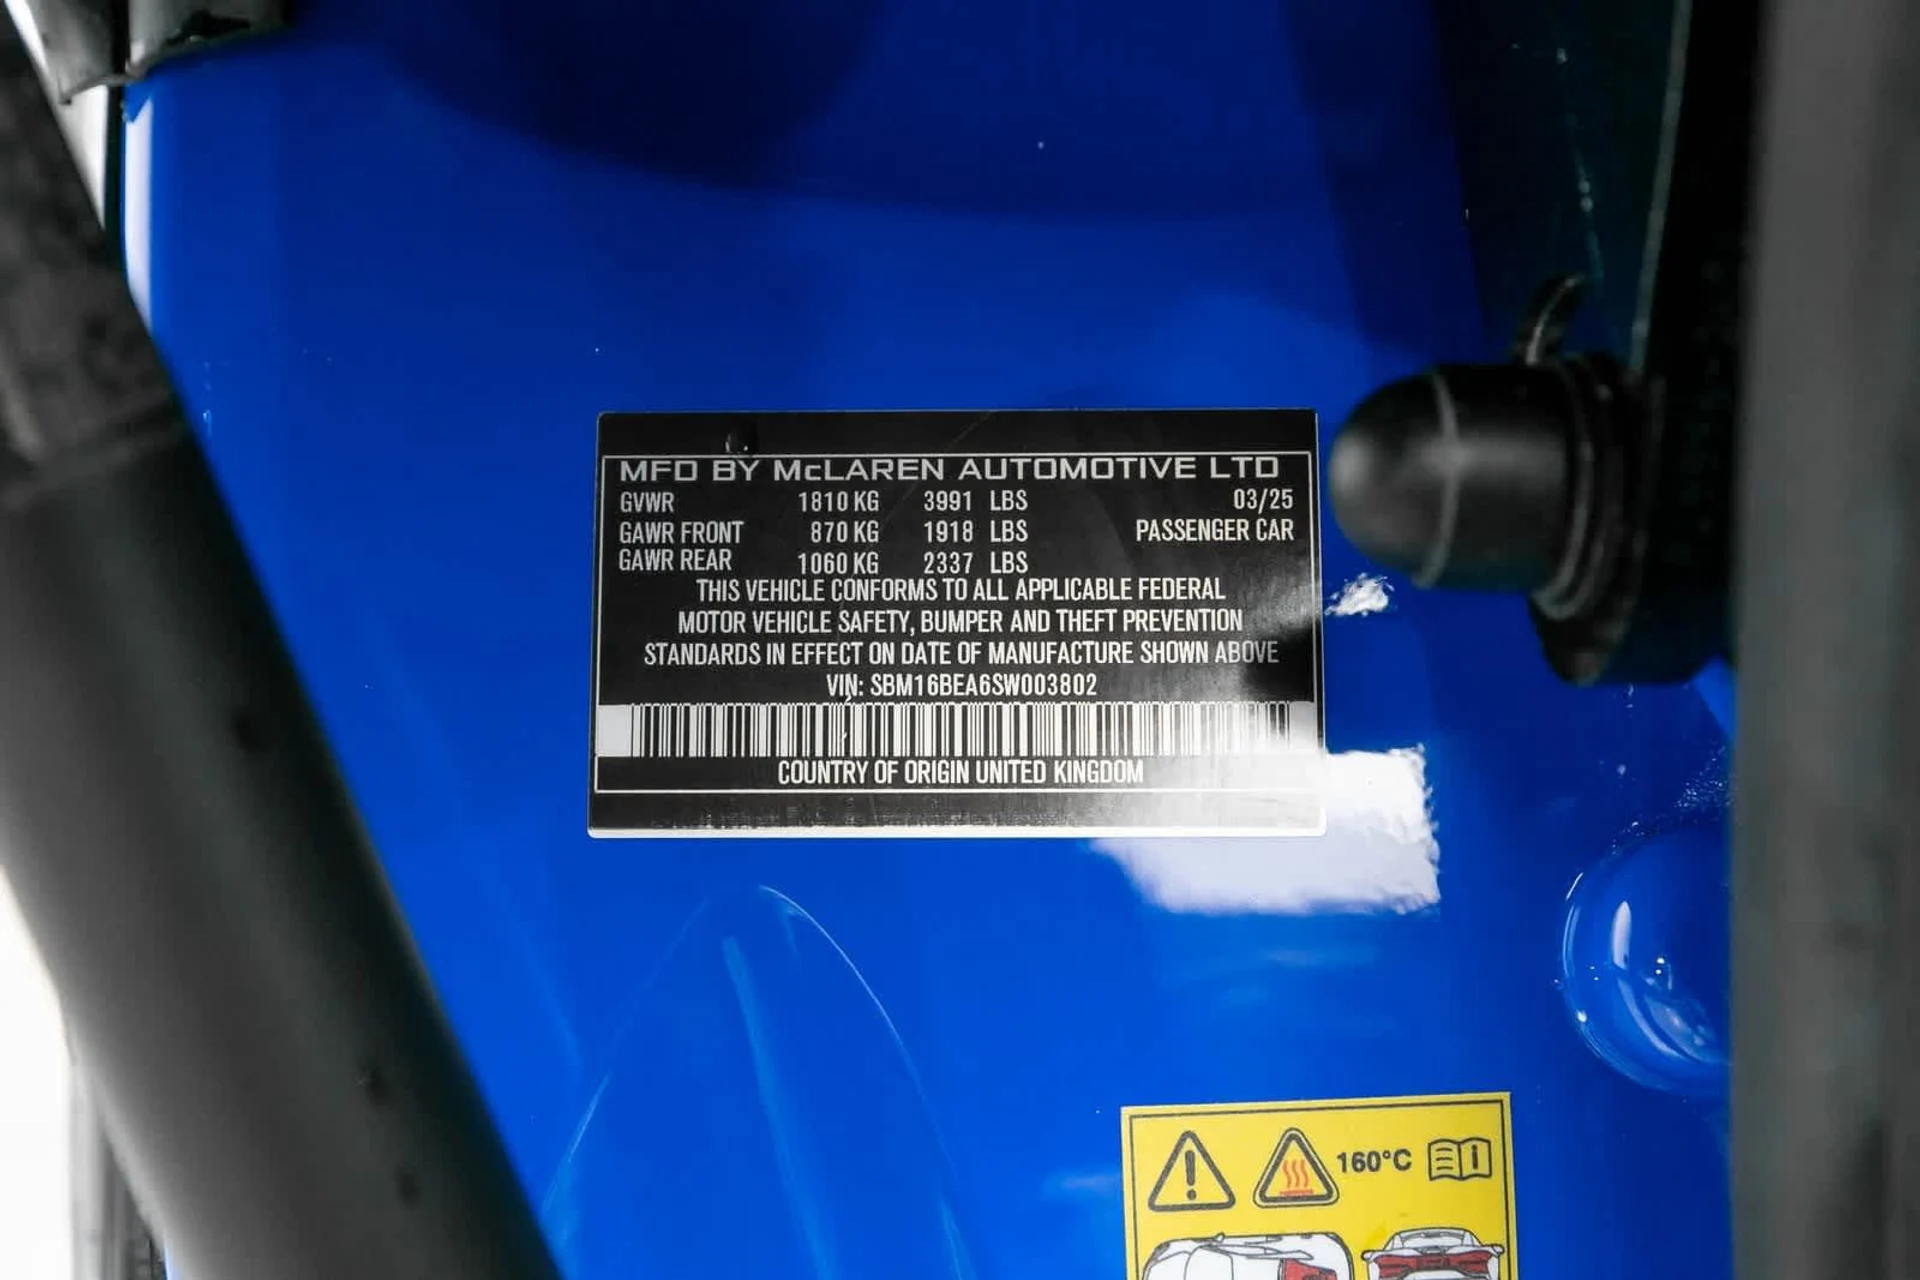 MFD BY McLAREN AUTOMOTIVE LTD
GVWR 1810 KG 3991 LBS 03/25
GAWR FRONT 870 KG 1918 LBS PASSENGER CAR
GAWR REAR 1060 KG 2337 LBS
THIS VEHICLE CONFORMS TO ALL APPLICABLE FEDERAL
MOTOR VEHICLE SAFETY, BUMPER AND THEFT PREVENTION
STANDARDS IN EFFECT ON DATE OF MANUFACTURE SHOWN ABOVE
VIN: SBM16BEA6SW003802
COUNTRY OF ORIGIN UNITED KINGDOM
160°C